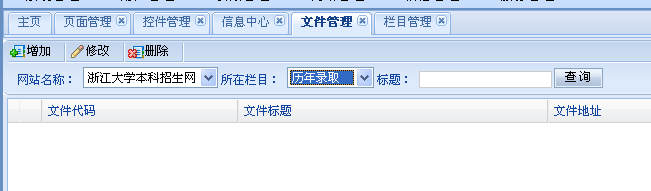 主页 页面管理 控件管理 信息中心 文件管理 栏目管理
增加 修改 删除
网站名称： 浙江大学本科招生网 所在栏目： 历年录取 标题： 查询
文件代码 文件标题 文件地址